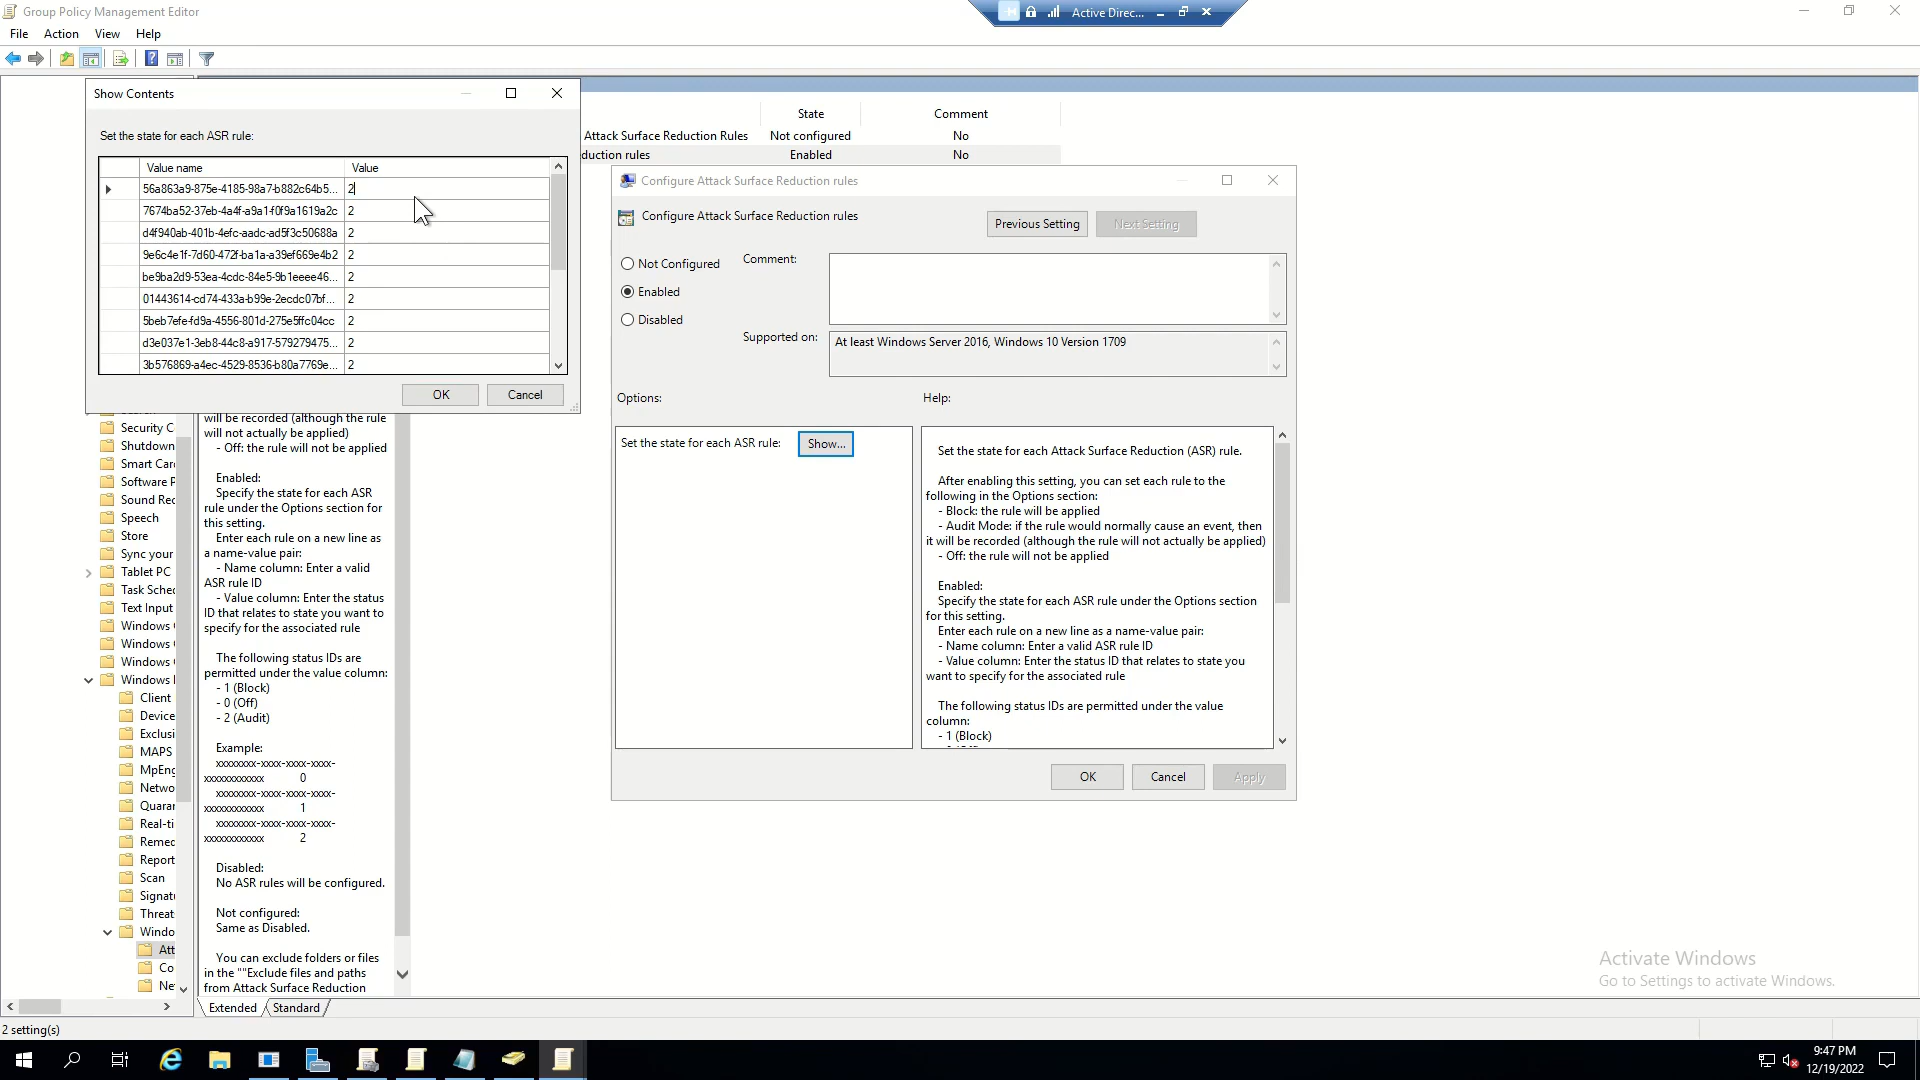 Group Policy Management Editor
Active Direc...
File Action View Help
Show Contents
Set the state for each ASR rule:
Value name Value
56a863a9-875e-4185-98a7-b882c64b5... 2
7674ba52-37eb-4a4f-a9a1-f0f9a1619a2c 2
d4f940ab-401b-4efc-aadc-ad5f3c50688a 2
9e6c4e1f-7d60-472f-ba1a-a39ef669e4b2 2
be9ba2d9-53ea-4cdc-84e5-9b1eeee46... 2
01443614-cd74-433a-b99e-2ecdc07bf... 2
5beb7efe-fd9a-4556-801d-275e5ffc04cc 2
d3e037e1-3eb8-44c8-a917-579279475... 2
3b576869-a4ec-4529-8536-b80a7769e... 2
OK Cancel
State Comment
Attack Surface Reduction Rules Not configured No
duction rules Enabled No
Configure Attack Surface Reduction rules
Configure Attack Surface Reduction rules
Previous Setting Next Setting
Not Configured Comment:
Enabled
Disabled
Supported on: At least Windows Server 2016, Windows 10 Version 1709
Options: Help:
Set the state for each ASR rule: Show...
Set the state for each Attack Surface Reduction (ASR) rule.
After enabling this setting, you can set each rule to the
following in the Options section:
- Block: the rule will be applied
- Audit Mode: if the rule would normally cause an event, then
it will be recorded (although the rule will not actually be applied)
- Off: the rule will not be applied
Enabled:
Specify the state for each ASR rule under the Options section
for this setting.
Enter each rule on a new line as a name-value pair:
- Name column: Enter a valid ASR rule ID
- Value column: Enter the status ID that relates to state you
want to specify for the associated rule
The following status IDs are permitted under the value
column:
- 1 (Block)
OK Cancel Apply
Security C
Shutdown
Smart Car
Software P
Sound Rec
Speech
Store
Sync your
Tablet PC
Task Sched
Text Input
Windows
Windows
Windows
Windows
Client
Device
Exclusi
MAPS
MpEng
Netwo
Quarar
Real-ti
Remed
Report
Scan
Signatu
Threat
Windo
Att
Co
Ne
will be recorded (although the rule
will not actually be applied)
- Off: the rule will not be applied
Enabled:
Specify the state for each ASR
rule under the Options section for
this setting.
Enter each rule on a new line as
a name-value pair:
- Name column: Enter a valid
ASR rule ID
- Value column: Enter the status
ID that relates to state you want to
specify for the associated rule
The following status IDs are
permitted under the value column:
- 1 (Block)
- 0 (Off)
- 2 (Audit)
Example:
xxxxxxxx-xxxx-xxxx-xxxx-
xxxxxxxxxxxx 0
xxxxxxxx-xxxx-xxxx-xxxx-
xxxxxxxxxxxx 1
xxxxxxxx-xxxx-xxxx-xxxx-
xxxxxxxxxxxx 2
Disabled:
No ASR rules will be configured.
Not configured:
Same as Disabled.
You can exclude folders or files
in the ""Exclude files and paths
from Attack Surface Reduction
Extended Standard
Activate Windows
Go to Settings to activate Windows.
2 setting(s)
9:47 PM
12/19/2022